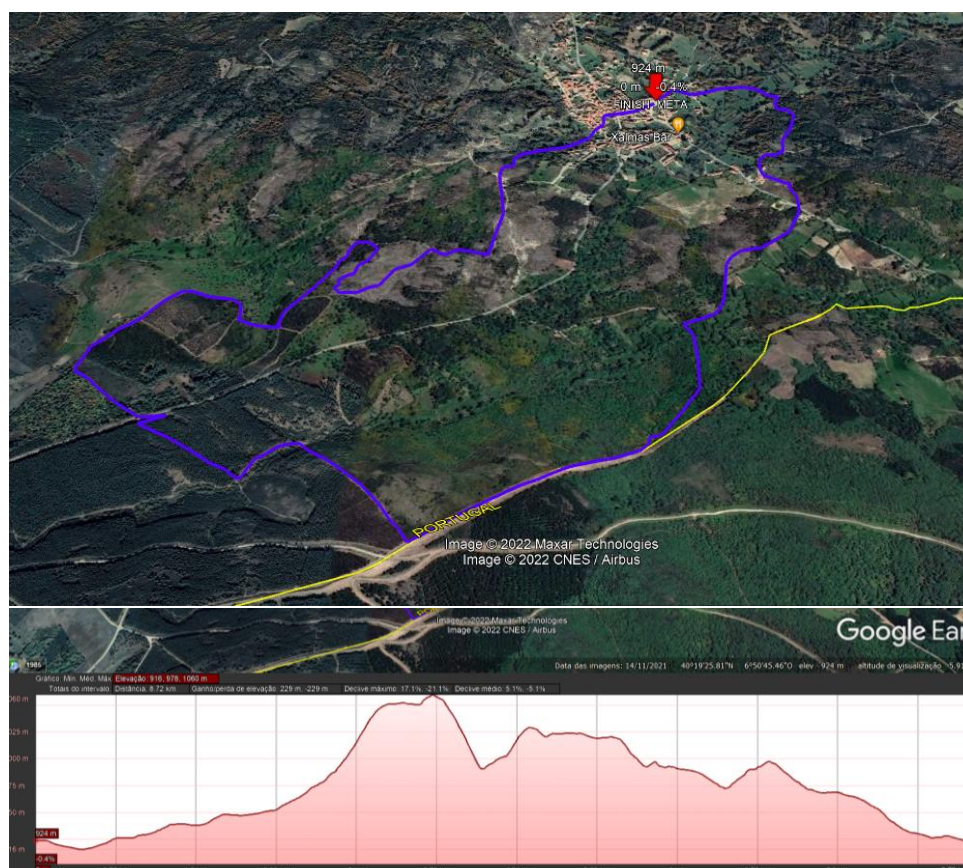 924 m
0 m -0.4%
FINISH META
Xalmas Bar
PORTUGAL
Image © 2022 Maxar Technologies
Image © 2022 CNES / Airbus
Image © 2022 Maxar Technologies
Image © 2022 CNES / Airbus
Google Ear
1985
Data das imagens: 14/11/2021 40°19'25.81"N 6°50'45.46"O elev 924 m altitude de visualização 5.91
Gráfico Mín. Méd. Máx Elevação: 916, 978, 1060 m
Totais do intervalo: Distância: 8.72 km Ganho/perda de elevação: 229 m, -229 m Declive máximo: 17.1%, -21.1% Declive médio: 5.1%, -5.1%
924 m
-0.4%